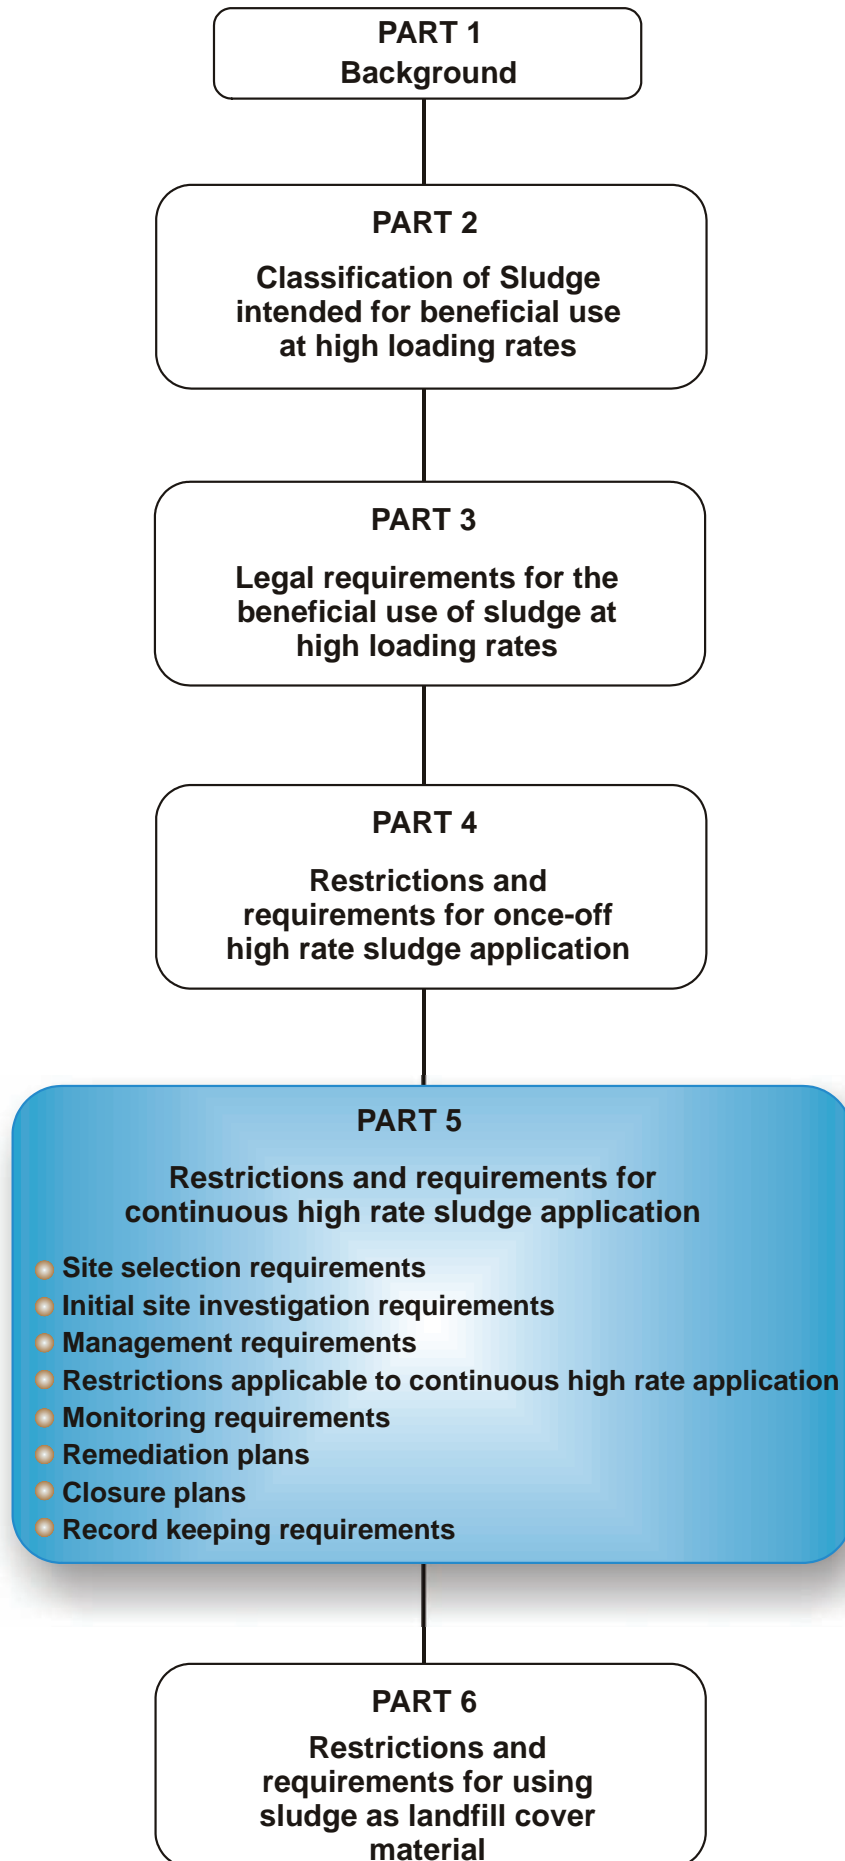 PART 1
Background
PART 2
Classification of Sludge
intended for beneficial use
at high loading rates
PART 3
Legal requirements for the
beneficial use of sludge at
high loading rates
PART 4
Restrictions and
requirements for once-off
high rate sludge application
PART 5
Restrictions and requirements for
continuous high rate sludge application
Site selection requirements
Initial site investigation requirements
Management requirements
Restrictions applicable to continuous high rate application
Monitoring requirements
Remediation plans
Closure plans
Record keeping requirements
PART 6
Restrictions and
requirements for using
sludge as landfill cover
material